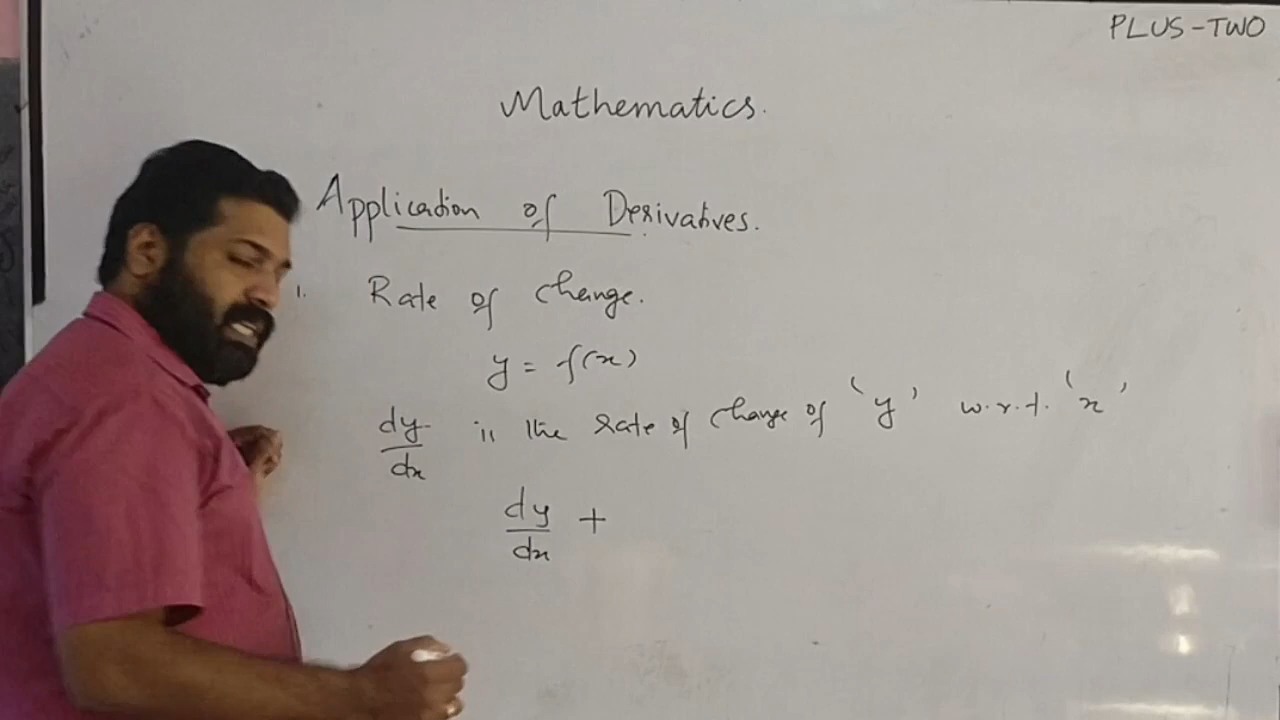 PLUS-TWO
Mathematics.
Application of Derivatives.
1. Rate of change.
y = f(x)
dy/dx is the rate of change of 'y' w.r.t. 'x'
dy/dx +